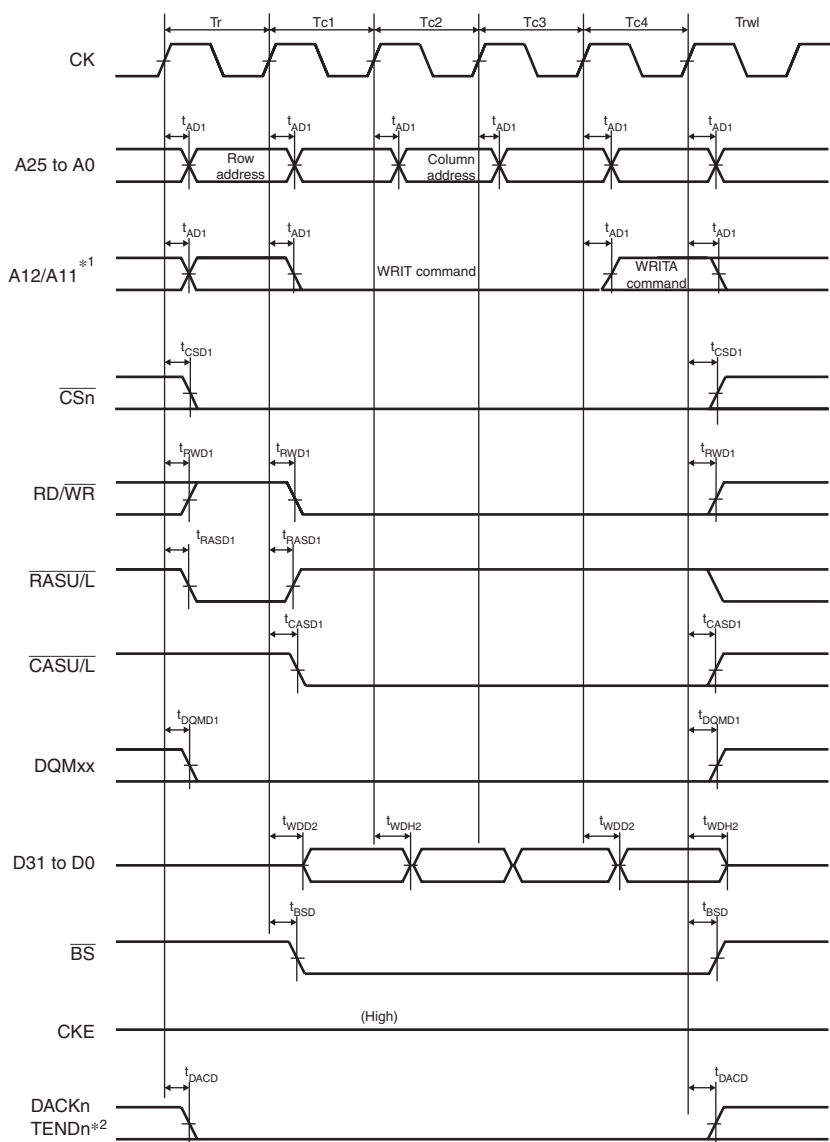 Tr Tc1 Tc2 Tc3 Tc4 Trwl
CK
tAD1 tAD1 tAD1 tAD1 tAD1 tAD1
A25 to A0
Row address
Column address
tAD1 tAD1 tAD1 tAD1
A12/A11*1
WRIT command
WRITA command
tCSD1 tCSD1
CSn
tRWD1 tRWD1 tRWD1
RD/WR
tRASD1 tRASD1
RASU/L
tCASD1 tCASD1
CASU/L
tDQMD1 tDQMD1
DQMxx
tWDD2 tWDH2 tWDD2 tWDH2
D31 to D0
tBSD tBSD
BS
(High)
CKE
tDACD tDACD
DACKn
TENDn*2